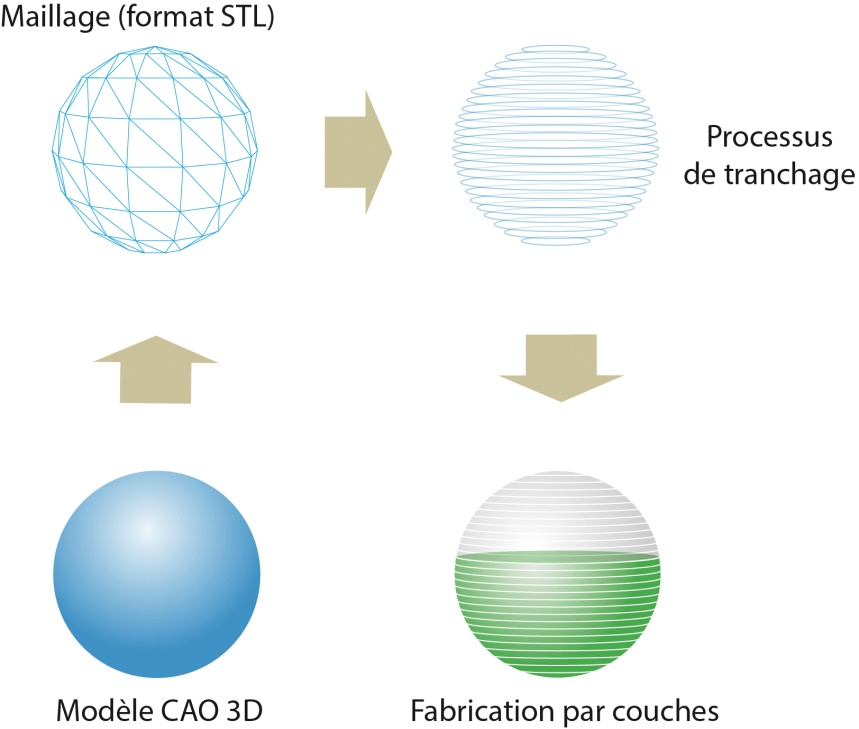 Maillage (format STL)
Processus
de tranchage
Modèle CAO 3D
Fabrication par couches